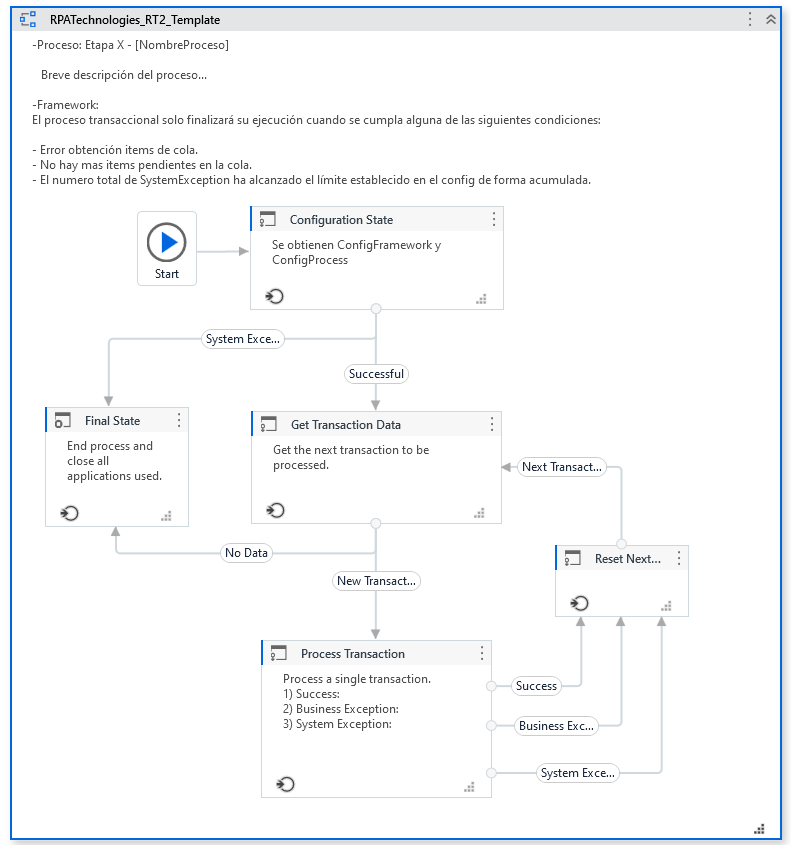 RPATechnologies_RT2_Template
-Proceso: Etapa X - [NombreProceso]
Breve descripción del proceso...
-Framework:
El proceso transaccional solo finalizará su ejecución cuando se cumpla alguna de las siguientes condiciones:
- Error obtención items de cola.
- No hay mas items pendientes en la cola.
- El numero total de SystemException ha alcanzado el límite establecido en el config de forma acumulada.
Start
Configuration State
Se obtienen ConfigFramework y
ConfigProcess
System Exce...
Successful
Final State
End process and
close all
applications used.
Get Transaction Data
Get the next transaction to be
processed.
Next Transact...
No Data
New Transact...
Reset Next...
Process Transaction
Process a single transaction.
1) Success:
2) Business Exception:
3) System Exception:
Success
Business Exc...
System Exce...